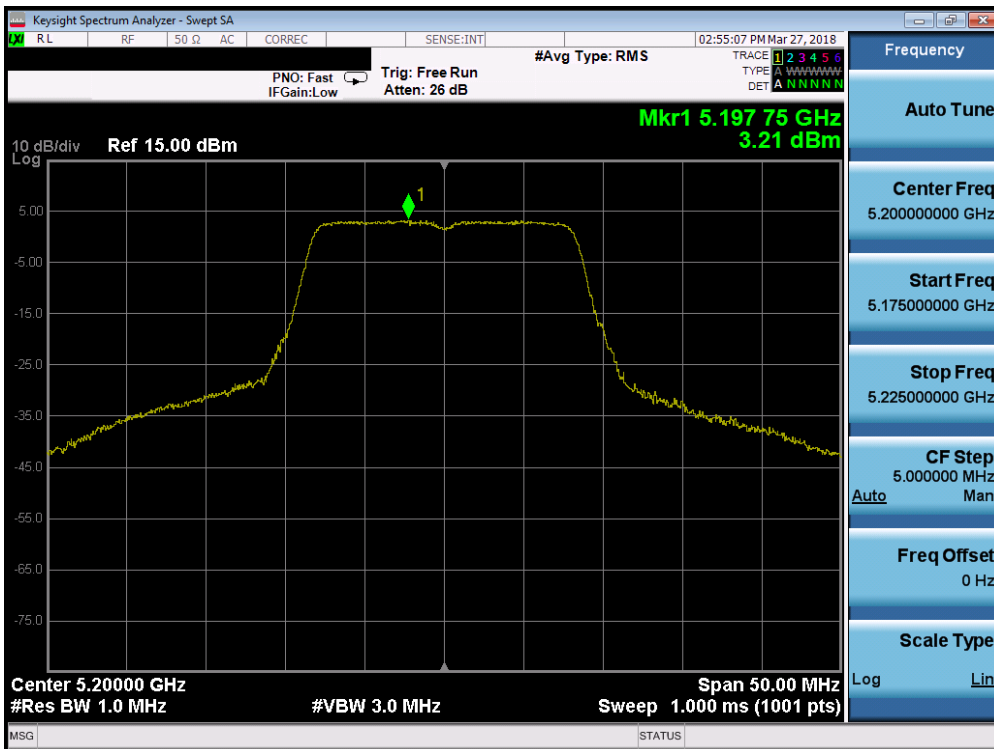 Keysight Spectrum Analyzer - Swept SA
LXI RL RF 50 Ω AC CORREC SENSE:INT 02:55:07 PM Mar 27, 2018
#Avg Type: RMS TRACE 1 2 3 4 5 6
PNO: Fast Trig: Free Run TYPE A WWWWW
IFGain:Low Atten: 26 dB DET A N N N N N
Mkr1 5.197 75 GHz
3.21 dBm
10 dB/div Ref 15.00 dBm
Log
1
5.00
-5.00
-15.0
-25.0
-35.0
-45.0
-55.0
-65.0
-75.0
Center 5.20000 GHz Span 50.00 MHz
#Res BW 1.0 MHz #VBW 3.0 MHz Sweep 1.000 ms (1001 pts)
MSG STATUS
Frequency
Auto Tune
Center Freq
5.200000000 GHz
Start Freq
5.175000000 GHz
Stop Freq
5.225000000 GHz
CF Step
5.000000 MHz
Auto Man
Freq Offset
0 Hz
Scale Type
Log Lin